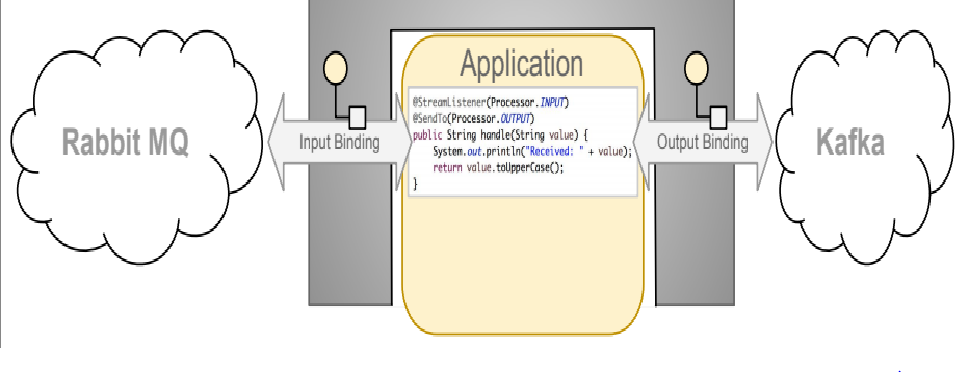 Application
@StreamListener(Processor.INPUT)
@SendTo(Processor.OUTPUT)
public String handle(String value) {
    System.out.println("Received: " + value);
    return value.toUpperCase();
}
Rabbit MQ
Input Binding
Output Binding
Kafka